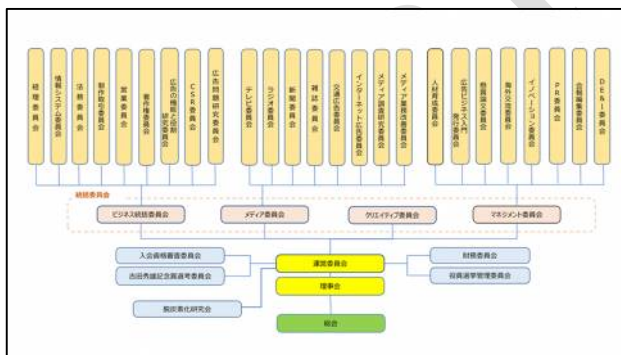 経理委員会
情報システム委員会
法務委員会
制作取引委員会
営業委員会
著作権委員会
広告の機能と役割
研究委員会
CSR委員会
広告問題研究委員会
テレビ委員会
ラジオ委員会
新聞委員会
雑誌委員会
交通広告委員会
インターネット広告委員会
メディア調査研究委員会
メディア業務改善委員会
人材育成委員会
広告ビジネス入門
発行委員会
懸賞論文委員会
海外交流委員会
イノベーション委員会
PR委員会
会報編集委員会
DE&I委員会
統括委員会
ビジネス統括委員会
メディア委員会
クリエイティブ委員会
マネジメント委員会
入会資格審査委員会
吉田秀雄記念賞選考委員会
脱炭素化研究会
運営委員会
理事会
総会
財務委員会
役員選挙管理委員会